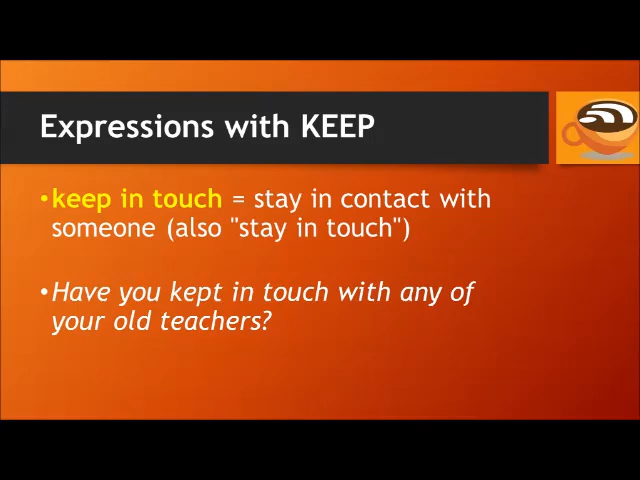 Expressions with KEEP
•keep in touch = stay in contact with
someone (also "stay in touch")
•Have you kept in touch with any of
your old teachers?